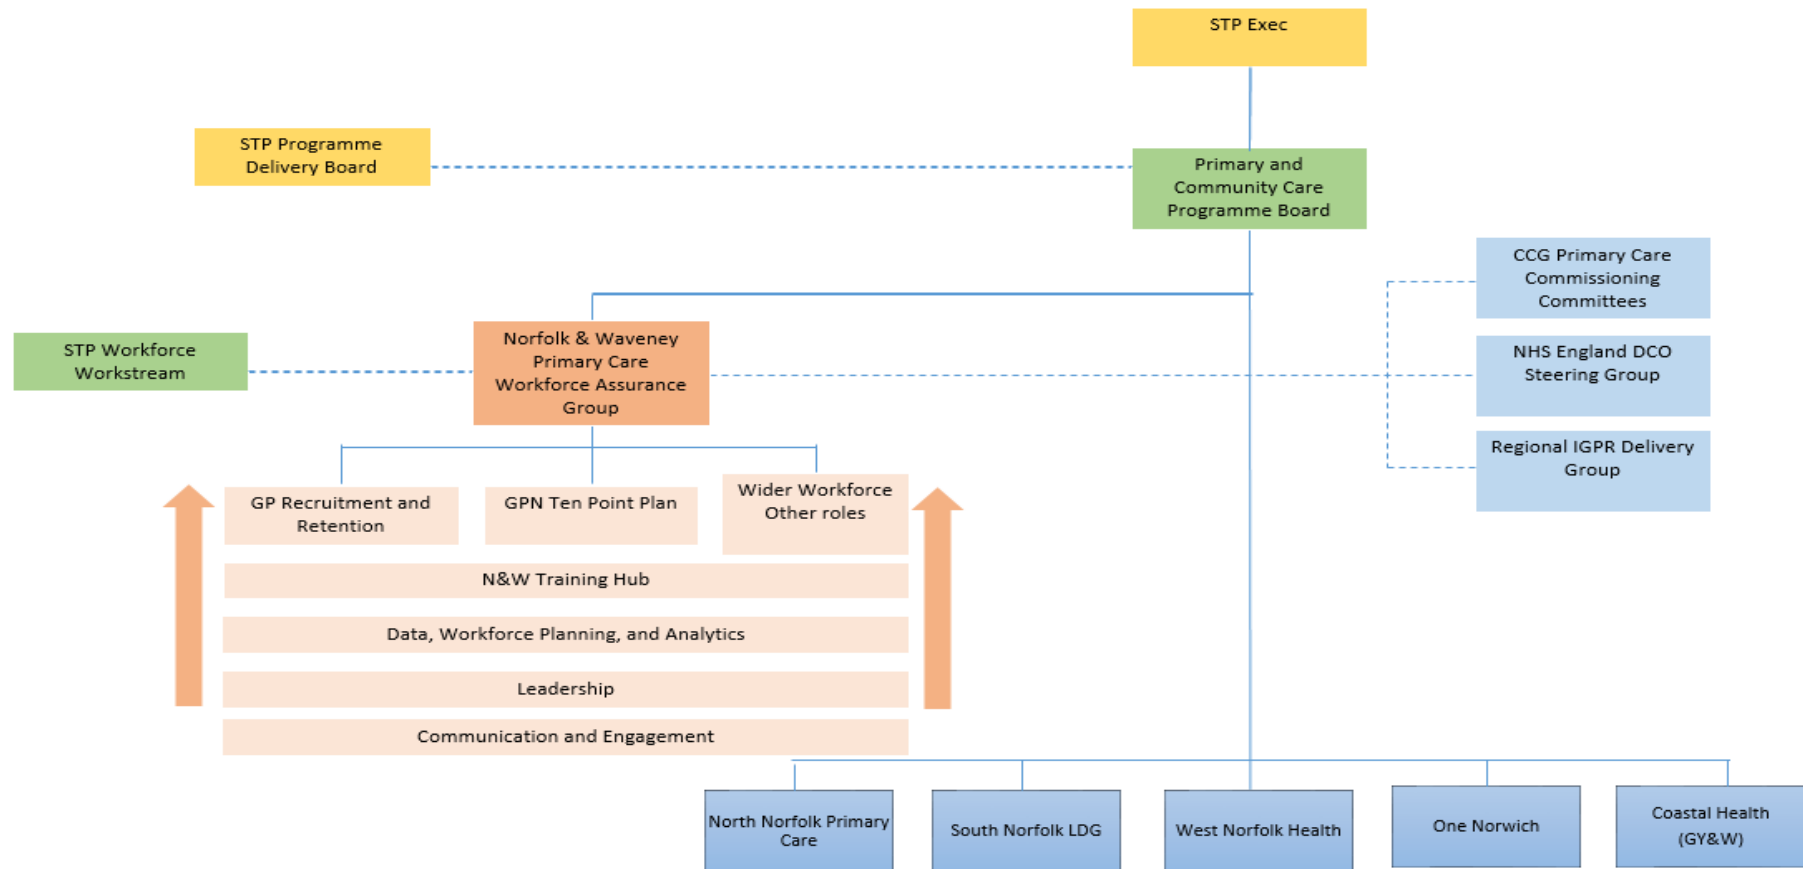 STP Exec
STP Programme
Delivery Board
Primary and
Community Care
Programme Board
CCG Primary Care
Commissioning
Committees
STP Workforce
Workstream
Norfolk & Waveney
Primary Care
Workforce Assurance
Group
NHS England DCO
Steering Group
Regional IGPR Delivery
Group
GP Recruitment and
Retention
GPN Ten Point Plan
Wider Workforce
Other roles
N&W Training Hub
Data, Workforce Planning, and Analytics
Leadership
Communication and Engagement
North Norfolk Primary
Care
South Norfolk LDG
West Norfolk Health
One Norwich
Coastal Health
(GY&W)